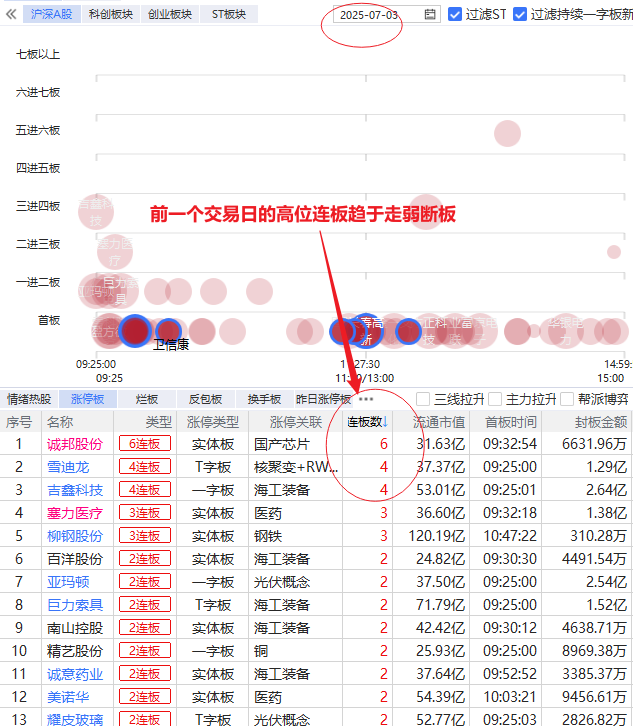 沪深A股 科创板块 创业板块 ST板块 2025-07-03 过滤ST 过滤持续一字板新
七板以上
六进七板
五进六板
四进五板
三进四板
二进三板
一进二板
首板
前一个交易日的高位连板趋于走弱断板
吉鑫科技
塞力医疗
巨力索具
卫信康
09:25:00 14:59:
09:25 15:00
情绪热股 涨停板 烂板 反包板 换手板 昨日涨停板 ••• 三线拉升 主力拉升 帮派博弈
序号 名称 类型 涨停类型 涨停关联 连板数↓ 流通市值 首板时间 封板金额
1 诚邦股份 6连板 实体板 国产芯片 6 31.63亿 09:32:54 6631.96万
2 雪迪龙 4连板 T字板 核聚变+RW... 4 37.37亿 09:25:00 1.29亿
3 吉鑫科技 4连板 一字板 海工装备 4 53.01亿 09:25:01 2.64亿
4 塞力医疗 3连板 实体板 医药 3 36.60亿 09:32:18 1.38亿
5 柳钢股份 3连板 实体板 钢铁 3 120.19亿 10:47:22 310.28万
6 百洋股份 2连板 实体板 海工装备 2 24.82亿 09:30:30 4491.54万
7 亚玛顿 2连板 一字板 光伏概念 2 37.50亿 09:25:00 2.54亿
8 巨力索具 2连板 T字板 海工装备 2 71.79亿 09:25:00 1.52亿
9 南山控股 2连板 实体板 海工装备 2 42.42亿 09:30:12 4638.71万
10 精艺股份 2连板 一字板 铜 2 25.93亿 09:25:00 8969.38万
11 诚意药业 2连板 实体板 海工装备 2 37.64亿 09:52:52 3385.37万
12 美诺华 2连板 实体板 医药 2 54.39亿 10:03:21 9456.61万
13 耀皮玻璃 2连板 T字板 光伏概念 2 52.77亿 09:25:03 2826.82万